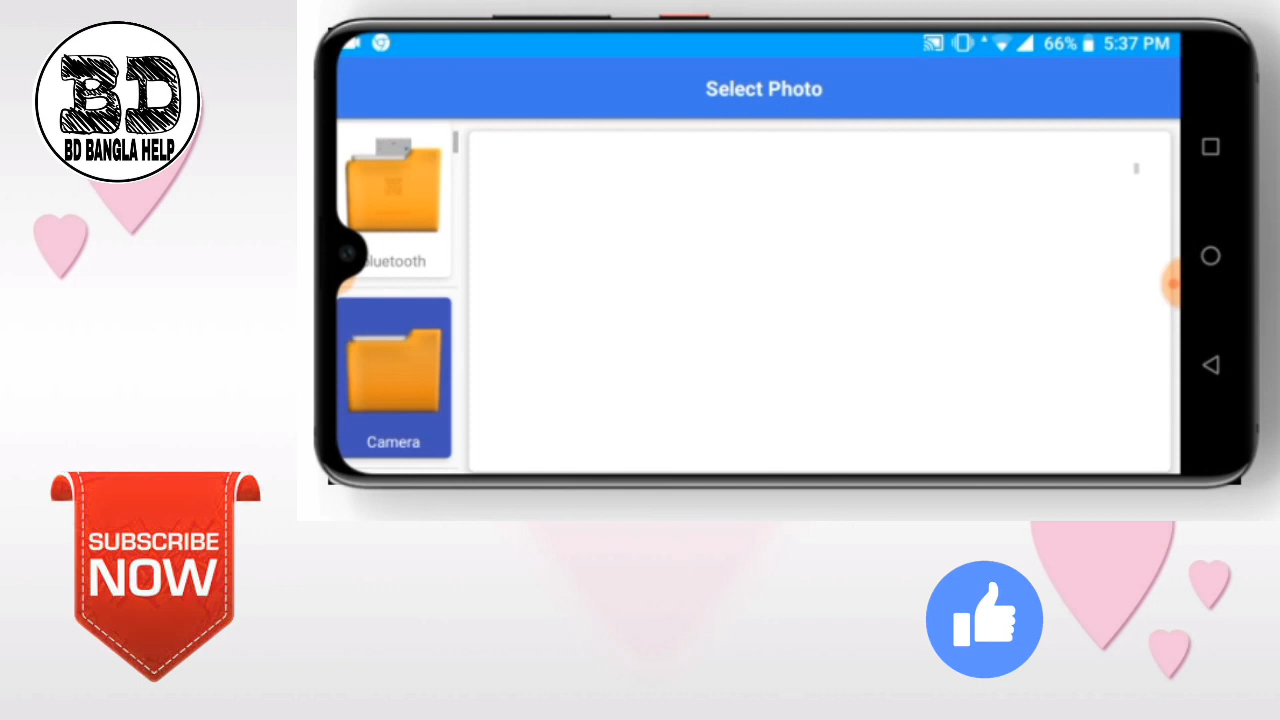 BD
BD BANGLA HELP
66% 5:37 PM
Select Photo
luetooth
Camera
SUBSCRIBE
NOW